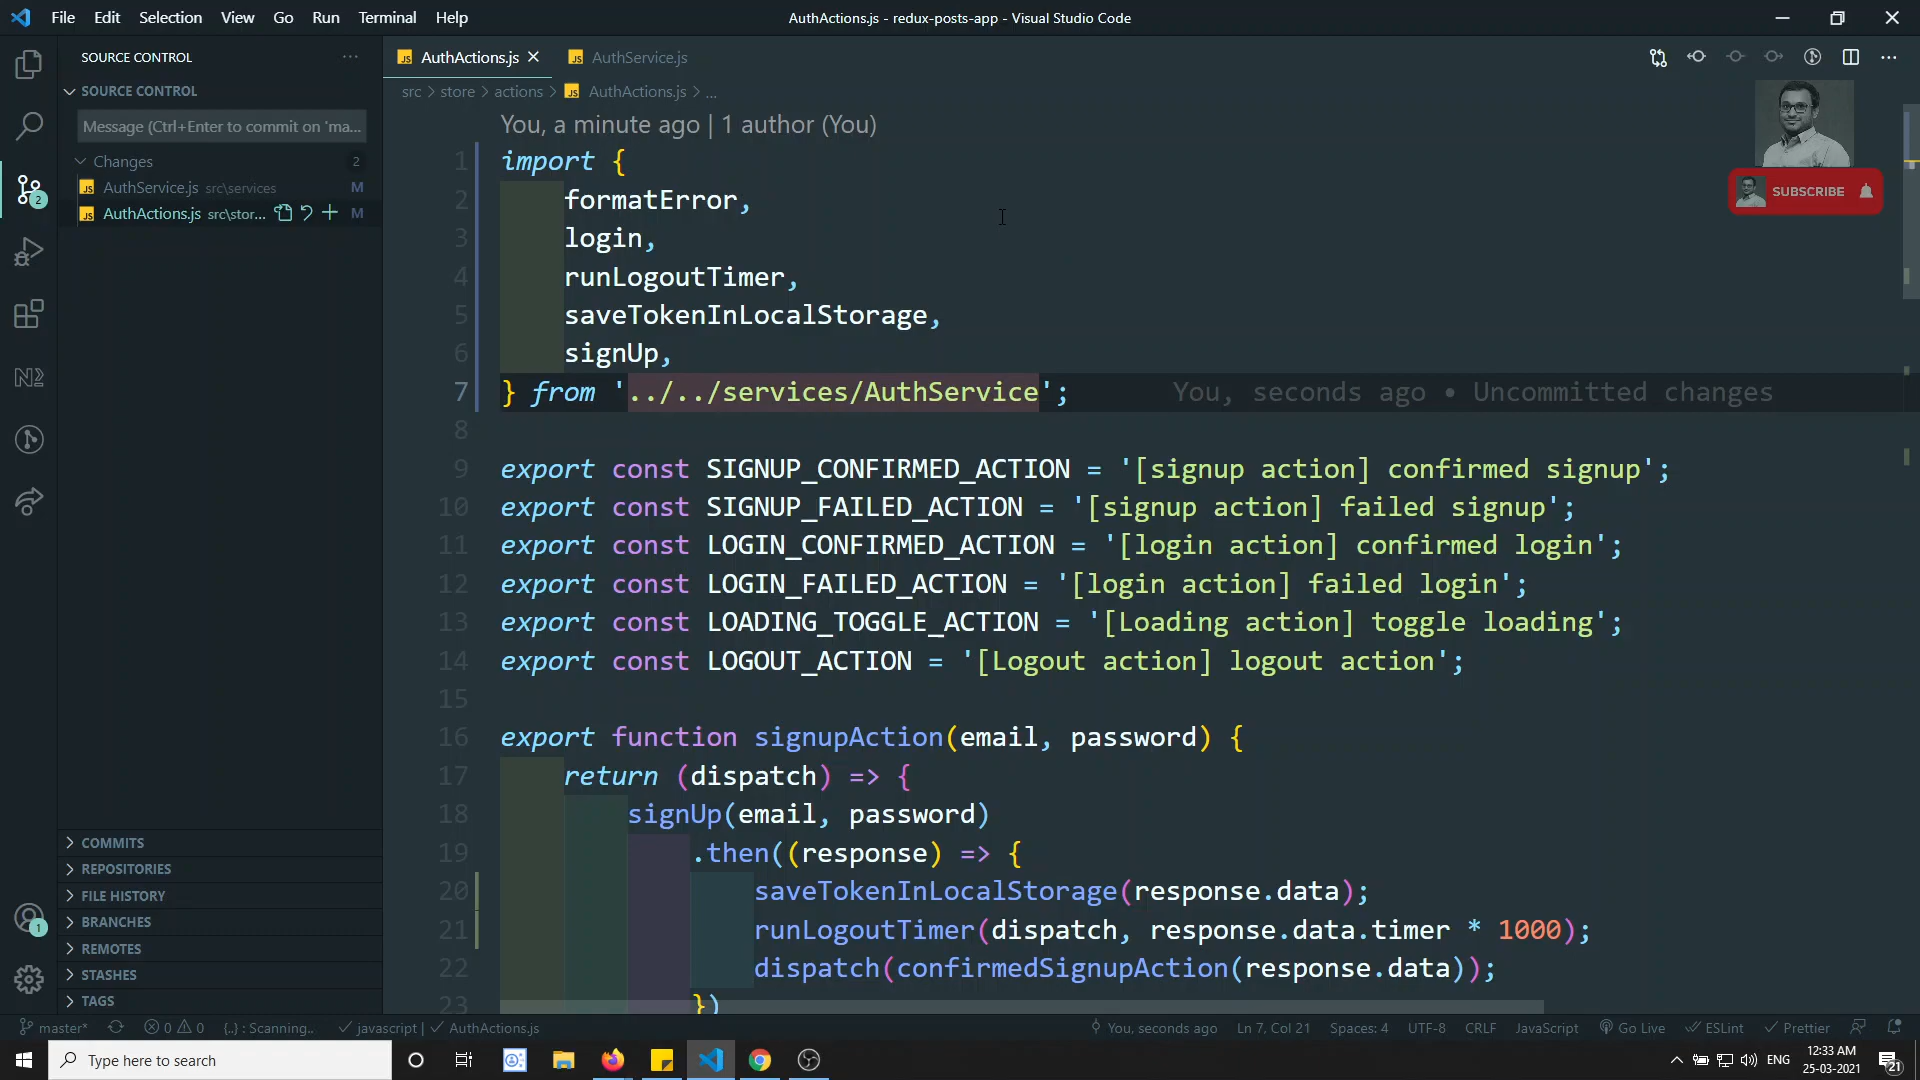 File Edit Selection View Go Run Terminal Help
AuthActions.js - redux-posts-app - Visual Studio Code
SOURCE CONTROL
SOURCE CONTROL
Message (Ctrl+Enter to commit on 'ma...
Changes 2
AuthService.js src\services M
AuthActions.js src\stor... M
2
1
COMMITS
REPOSITORIES
FILE HISTORY
BRANCHES
REMOTES
STASHES
TAGS
AuthActions.js AuthService.js
src > store > actions > AuthActions.js > ...
SUBSCRIBE
You, a minute ago | 1 author (You)
1 import {
2 formatError,
3 login,
4 runLogoutTimer,
5 saveTokenInLocalStorage,
6 signUp,
7 } from '../../services/AuthService'; You, seconds ago • Uncommitted changes
8
9 export const SIGNUP_CONFIRMED_ACTION = '[signup action] confirmed signup';
10 export const SIGNUP_FAILED_ACTION = '[signup action] failed signup';
11 export const LOGIN_CONFIRMED_ACTION = '[login action] confirmed login';
12 export const LOGIN_FAILED_ACTION = '[login action] failed login';
13 export const LOADING_TOGGLE_ACTION = '[Loading action] toggle loading';
14 export const LOGOUT_ACTION = '[Logout action] logout action';
15
16 export function signupAction(email, password) {
17 return (dispatch) => {
18 signUp(email, password)
19 .then((response) => {
20 saveTokenInLocalStorage(response.data);
21 runLogoutTimer(dispatch, response.data.timer * 1000);
22 dispatch(confirmedSignupAction(response.data));
23 })
master* 0 0 {..} : Scanning.. javascript | AuthActions.js You, seconds ago Ln 7, Col 21 Spaces: 4 UTF-8 CRLF JavaScript Go Live ESLint Prettier
Type here to search
ENG
12:33 AM
25-03-2021
21